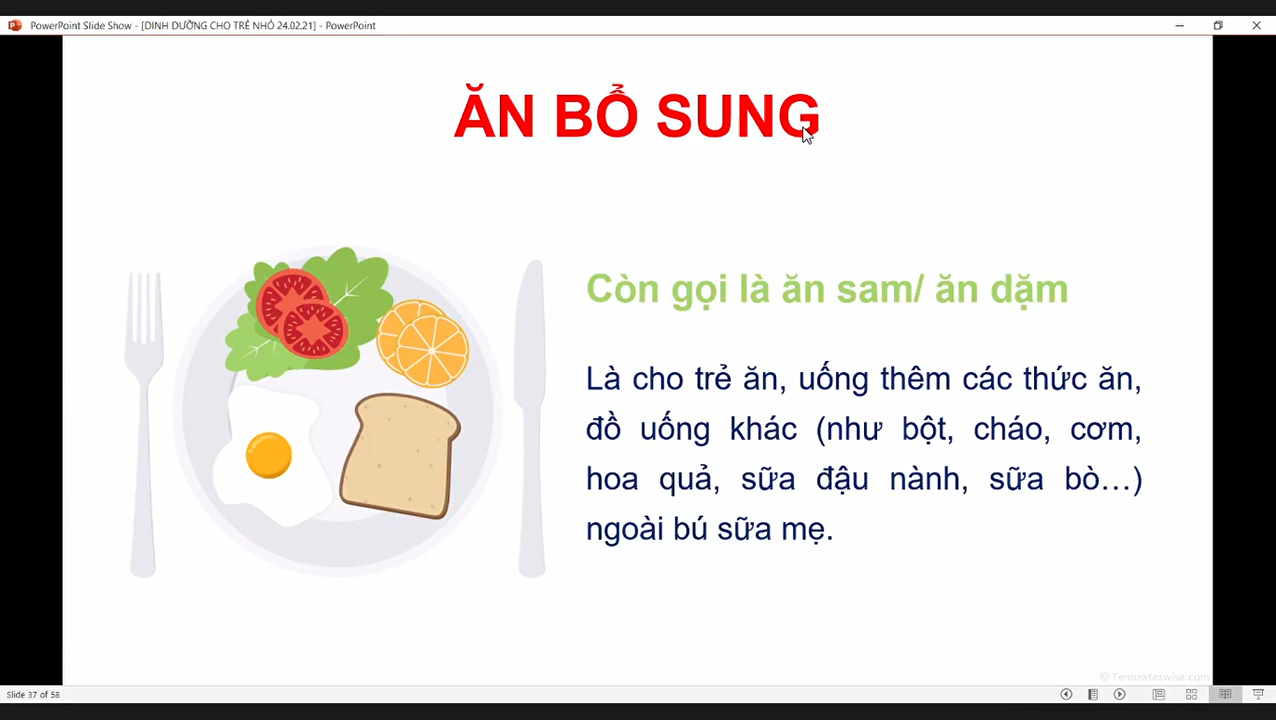 PowerPoint Slide Show - [DINH DƯỠNG CHO TRẺ NHỎ 24.02.21] - PowerPoint
ĂN BỔ SUNG
Còn gọi là ăn sam/ ăn dặm
Là cho trẻ ăn, uống thêm các thức ăn,
đồ uống khác (như bột, cháo, cơm,
hoa quả, sữa đậu nành, sữa bò…)
ngoài bú sữa mẹ.
© Templateswise.com
Slide 37 of 58